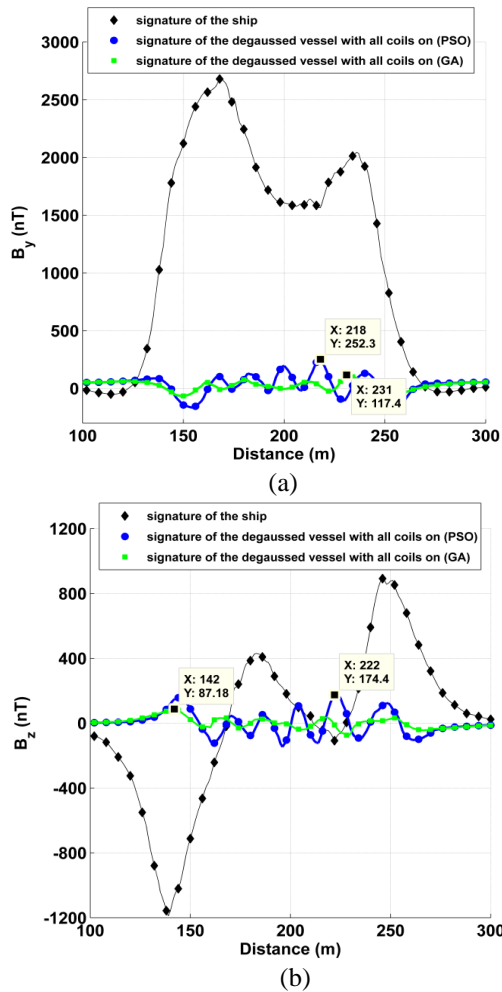 signature of the ship
signature of the degaussed vessel with all coils on (PSO)
signature of the degaussed vessel with all coils on (GA)
3000
2500
2000
1500
1000
500
0
By (nT)
X: 218
Y: 252.3
X: 231
Y: 117.4
100 150 200 250 300
Distance (m)
(a)
signature of the ship
signature of the degaussed vessel with all coils on (PSO)
signature of the degaussed vessel with all coils on (GA)
1200
800
400
0
-400
-800
-1200
Bz (nT)
X: 142
Y: 87.18
X: 222
Y: 174.4
100 150 200 250 300
Distance (m)
(b)